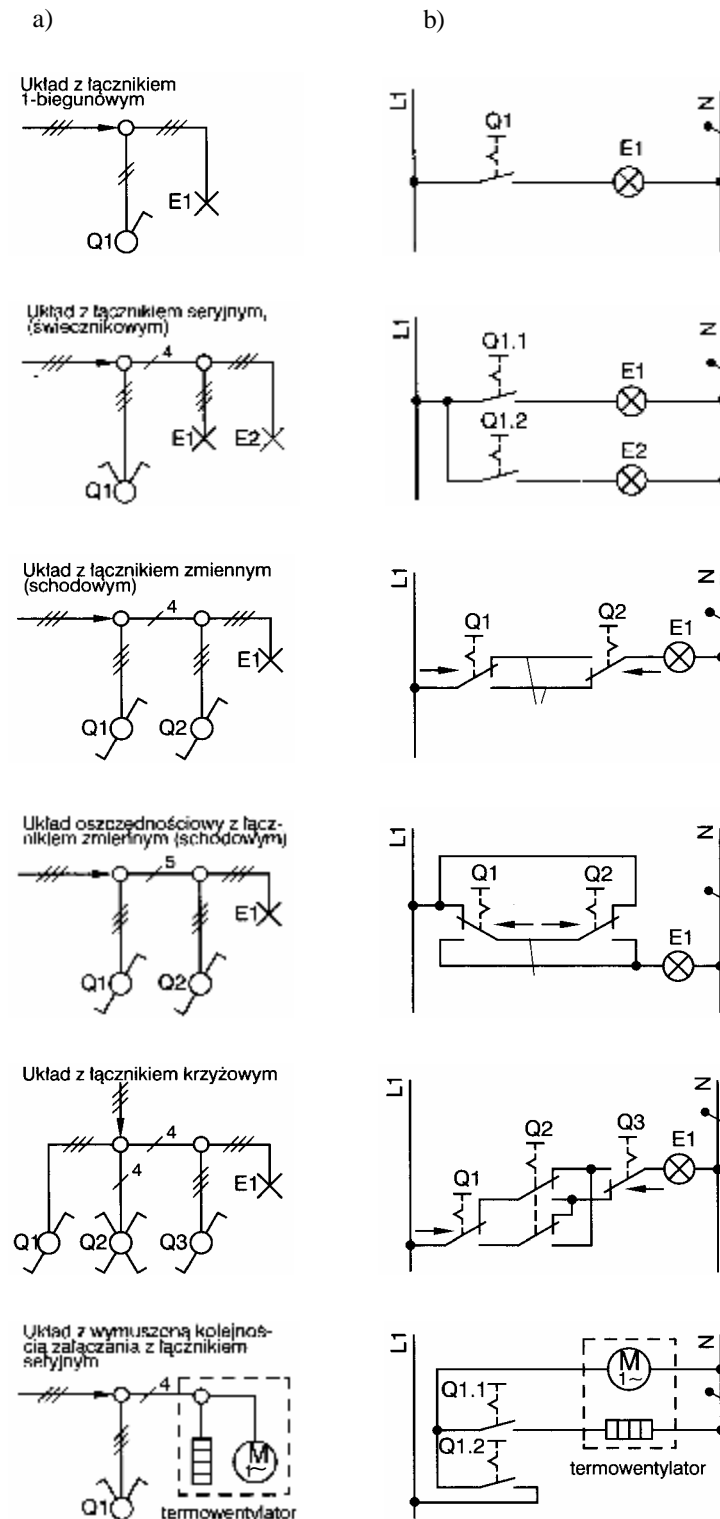 a)
b)
Układ z łącznikiem
1-biegunowym
E1
Q1
L1
Q1
E1
N
Układ z łącznikiem seryjnym,
(świecznikowym)
4
E1
E2
Q1
L1
Q1.1
E1
Q1.2
E2
N
Układ z łącznikiem zmiennym
(schodowym)
4
E1
Q1
Q2
L1
Q1
Q2
E1
N
Układ oszczędnościowy z łącz-
nikiem zmiennym (schodowym)
5
E1
Q1
Q2
L1
Q1
Q2
E1
N
Układ z łącznikiem krzyżowym
4
4
E1
Q1
Q2
Q3
L1
Q1
Q2
Q3
E1
N
Układ z wymuszoną kolejnoś-
cią załączania z łącznikiem
seryjnym
4
M
1~
Q1
termowentylator
L1
Q1.1
Q1.2
M
1~
N
termowentylator